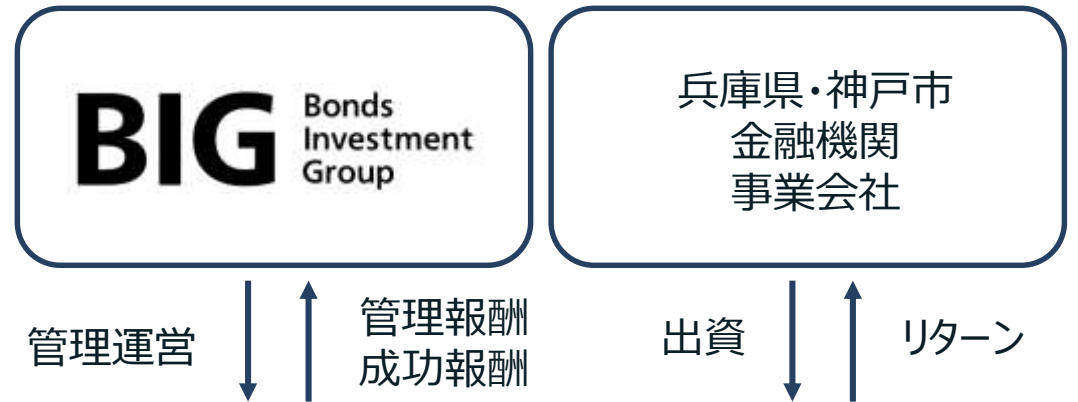 BIG
Bonds
Investment
Group
兵庫県・神戸市
金融機関
事業会社
管理運営
管理報酬
成功報酬
出資
リターン